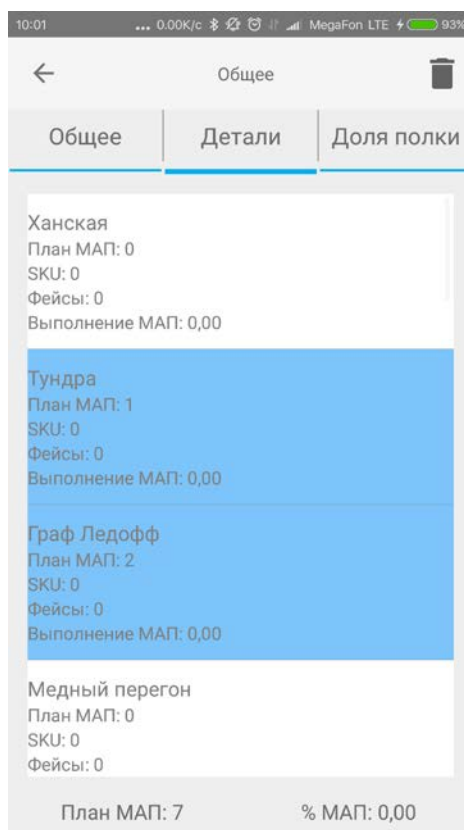 10:01 ... 0.00K/c MegaFon LTE 93%
Общее
Общее Детали Доля полки
Ханская
План МАП: 0
SKU: 0
Фейсы: 0
Выполнение МАП: 0,00
Тундра
План МАП: 1
SKU: 0
Фейсы: 0
Выполнение МАП: 0,00
Граф Ледофф
План МАП: 2
SKU: 0
Фейсы: 0
Выполнение МАП: 0,00
Медный перегон
План МАП: 0
SKU: 0
Фейсы: 0
План МАП: 7 % МАП: 0,00